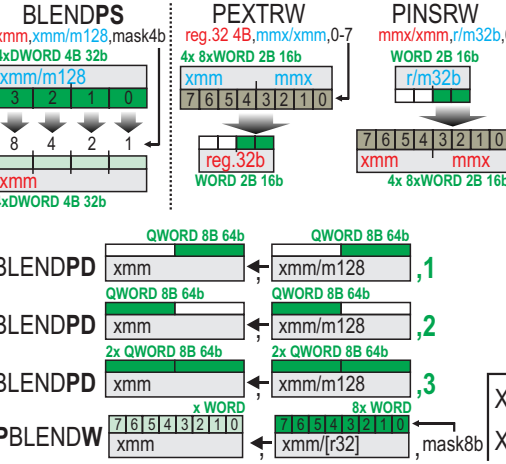 BLENDPS
xmm,xmm/m128,mask4b
4xDWORD 4B 32b
xmm/m128
3 2 1 0
8 4 2 1
xmm
4xDWORD 4B 32b
PEXTRW
reg.32 4B,mmx/xmm,0-7
4x 8xWORD 2B 16b
xmm mmx
7 6 5 4 3 2 1 0
reg.32b
WORD 2B 16b
PINSRW
mmx/xmm,r/m32b,
WORD 2B 16b
r/m32b
7 6 5 4 3 2 1 0
xmm mmx
4x 8xWORD 2B 16b
QWORD 8B 64b QWORD 8B 64b
BLENDPD xmm , xmm/m128 ,1
QWORD 8B 64b QWORD 8B 64b
BLENDPD xmm , xmm/m128 ,2
2x QWORD 8B 64b 2x QWORD 8B 64b
BLENDPD xmm , xmm/m128 ,3
x WORD 8x WORD
7 6 5 4 3 2 1 0 7 6 5 4 3 2 1 0
PBLENDW xmm , xmm/[r32] ,mask8b
X
X